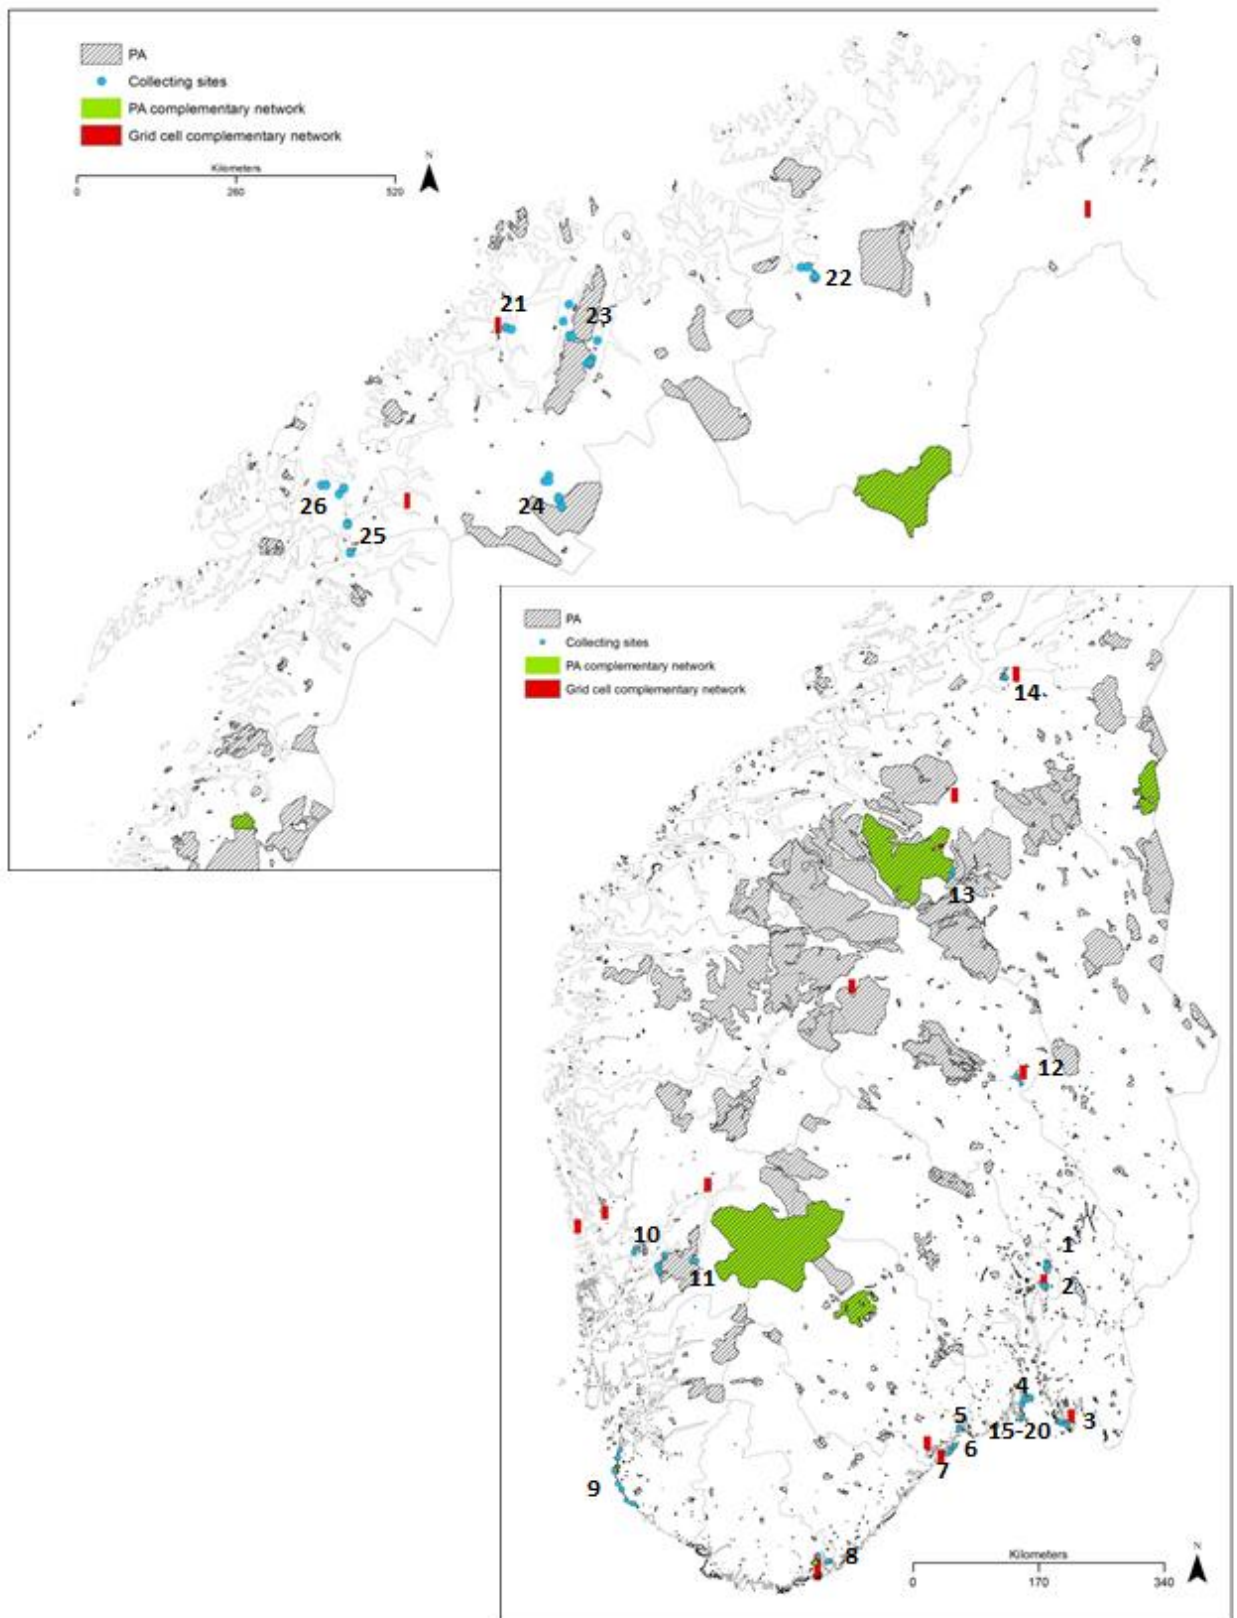 PA
Collecting sites
PA complementary network
Grid cell complementary network
Kilometers
0 260 520
N
22
21
23
24
26
25
PA
Collecting sites
PA complementary network
Grid cell complementary network
14
13
12
10
11
1
2
4
5
15-20
3
6
7
9
8
Kilometers
0 170 340
N